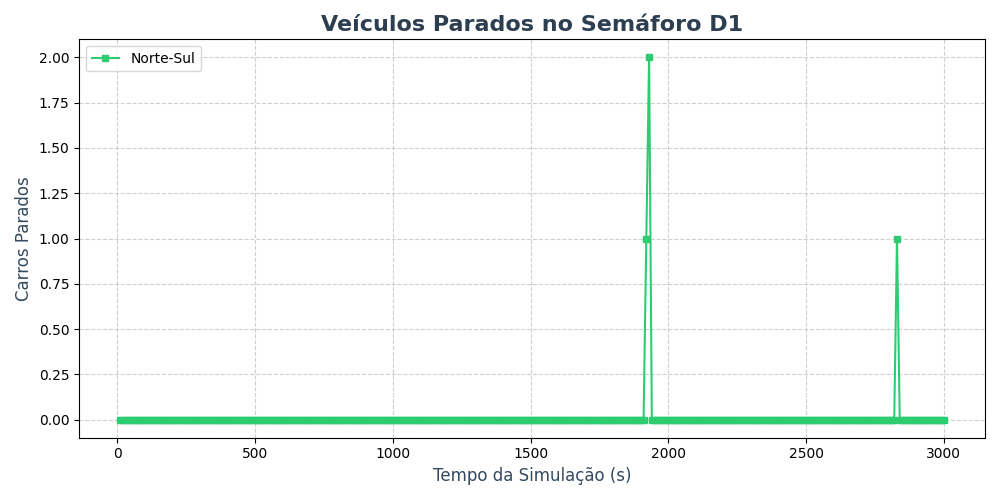 Veículos Parados no Semáforo D1
Norte-Sul
Carros Parados
2.00
1.75
1.50
1.25
1.00
0.75
0.50
0.25
0.00
0 500 1000 1500 2000 2500 3000
Tempo da Simulação (s)